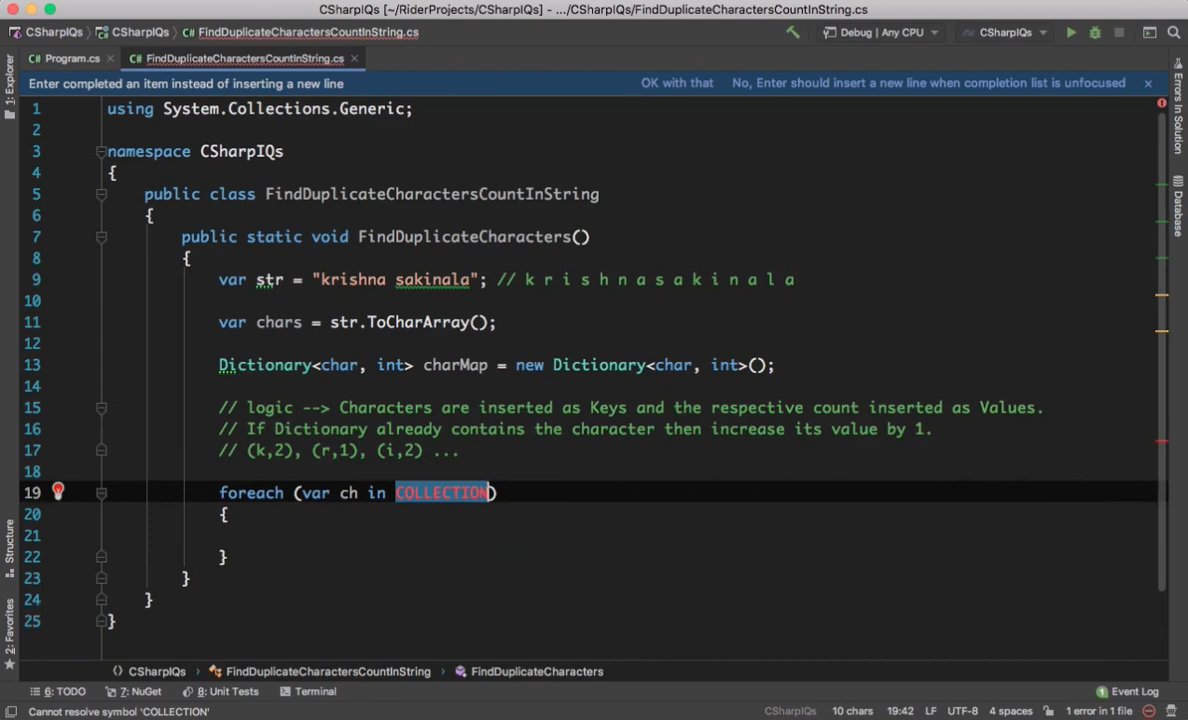 CSharpIQs [~/RiderProjects/CSharpIQs] - .../CSharpIQs/FindDuplicateCharactersCountInString.cs
CSharpIQs CSharpIQs C# FindDuplicateCharactersCountInString.cs Debug | Any CPU CSharpIQs
C# Program.cs C# FindDuplicateCharactersCountInString.cs
Enter completed an item instead of inserting a new line OK with that No, Enter should insert a new line when completion list is unfocused
1 using System.Collections.Generic;
2
3 namespace CSharpIQs
4 {
5 public class FindDuplicateCharactersCountInString
6 {
7 public static void FindDuplicateCharacters()
8 {
9 var str = "krishna sakinala"; // k r i s h n a s a k i n a l a
10
11 var chars = str.ToCharArray();
12
13 Dictionary<char, int> charMap = new Dictionary<char, int>();
14
15 // logic --> Characters are inserted as Keys and the respective count inserted as Values.
16 // If Dictionary already contains the character then increase its value by 1.
17 // (k,2), (r,1), (i,2) ...
18
19 foreach (var ch in COLLECTION)
20 {
21
22 }
23 }
24 }
25 }
1: Explorer
Structure
2: Favorites
Errors In Solution
Database
CSharpIQs FindDuplicateCharactersCountInString FindDuplicateCharacters
6: TODO 7: NuGet 8: Unit Tests Terminal 1 Event Log
Cannot resolve symbol 'COLLECTION' CSharpIQs 10 chars 19:42 LF UTF-8 4 spaces 1 error in 1 file